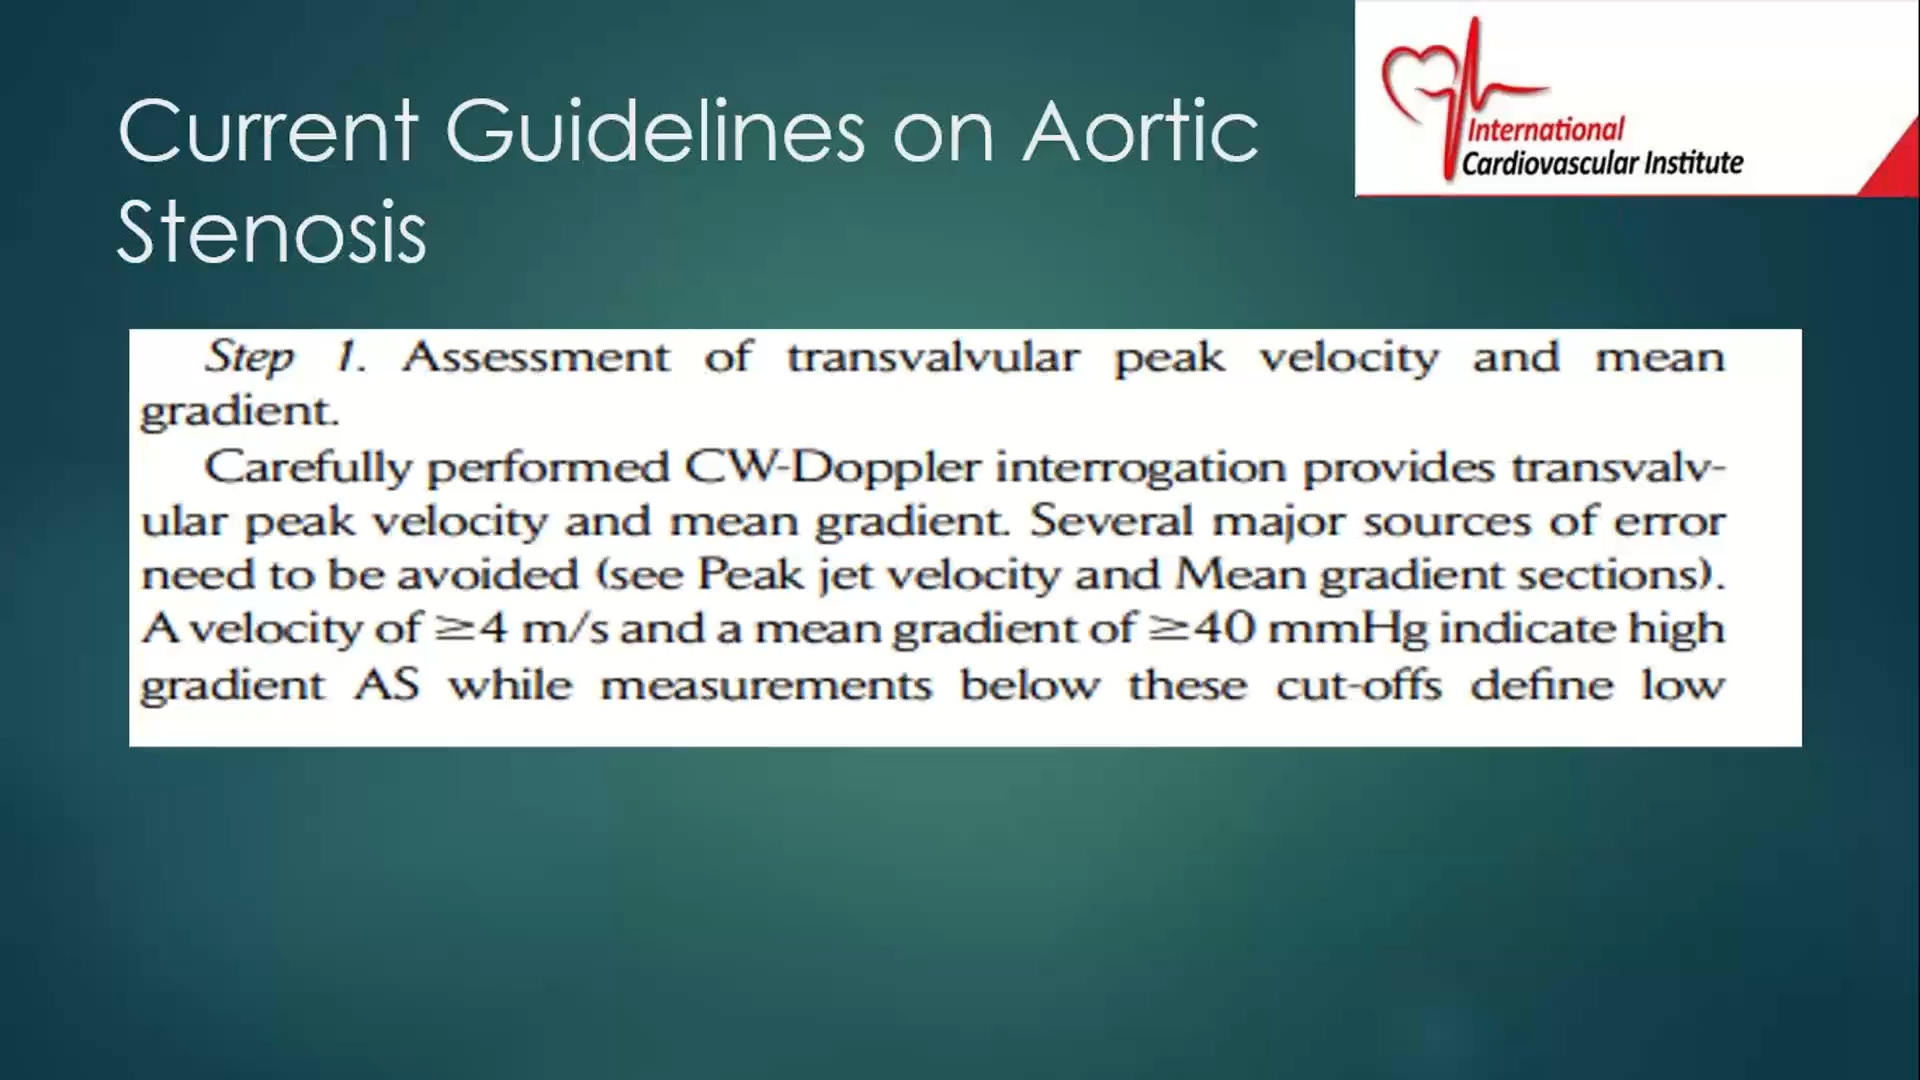 International
Cardiovascular Institute
Current Guidelines on Aortic
Stenosis
Step 1. Assessment of transvalvular peak velocity and mean
gradient.
Carefully performed CW-Doppler interrogation provides transvalv-
ular peak velocity and mean gradient. Several major sources of error
need to be avoided (see Peak jet velocity and Mean gradient sections).
A velocity of ≥4 m/s and a mean gradient of ≥40 mmHg indicate high
gradient AS while measurements below these cut-offs define low